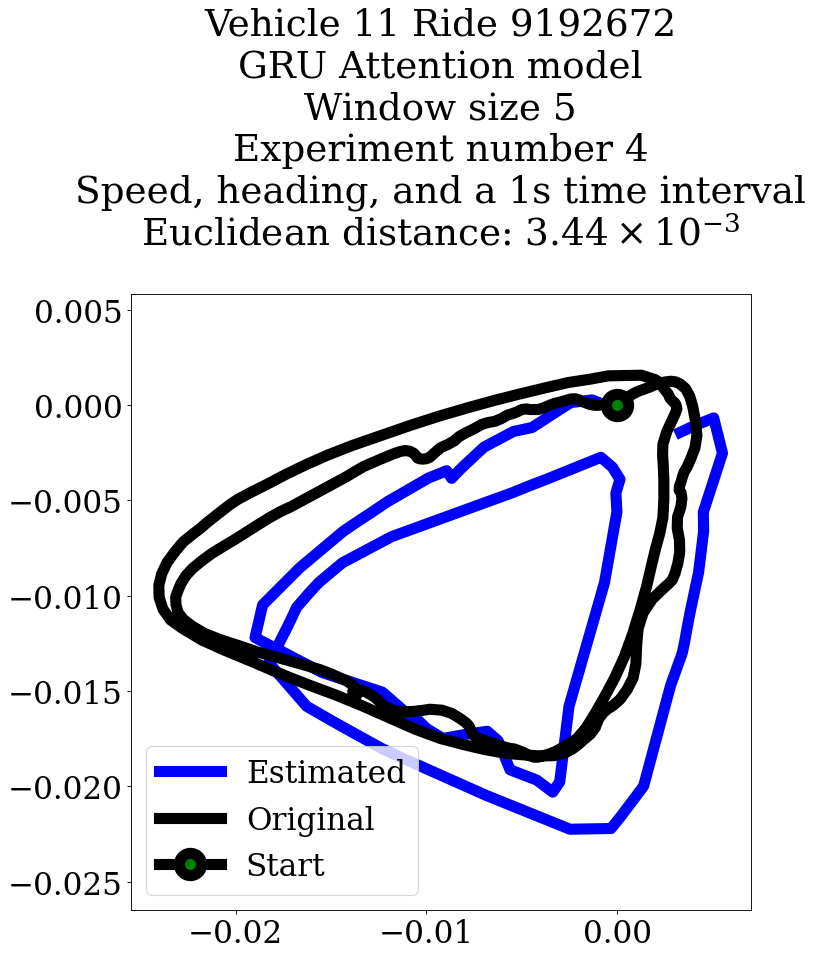 Vehicle 11 Ride 9192672
GRU Attention model
Window size 5
Experiment number 4
Speed, heading, and a 1s time interval
Euclidean distance: 3.44 × 10⁻³
0.005
0.000
−0.005
−0.010
−0.015
−0.020
−0.025
Estimated
Original
Start
−0.02
−0.01
0.00